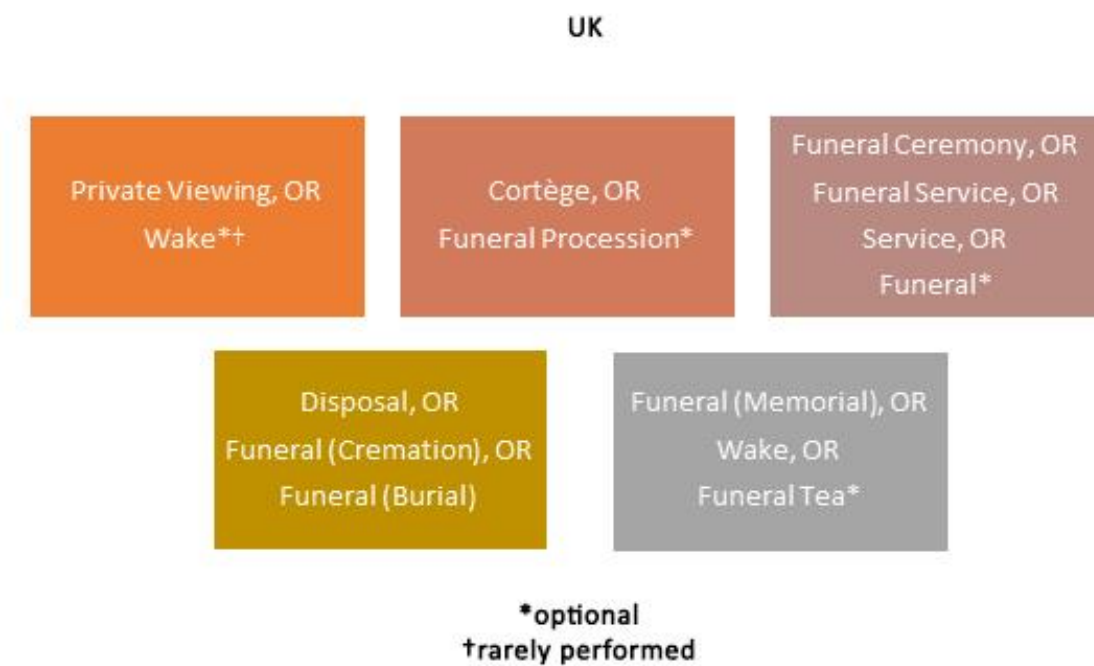 UK
Private Viewing, OR
Wake*†
Cortège, OR
Funeral Procession*
Funeral Ceremony, OR
Funeral Service, OR
Service, OR
Funeral*
Disposal, OR
Funeral (Cremation), OR
Funeral (Burial)
Funeral (Memorial), OR
Wake, OR
Funeral Tea*
*optional
†rarely performed